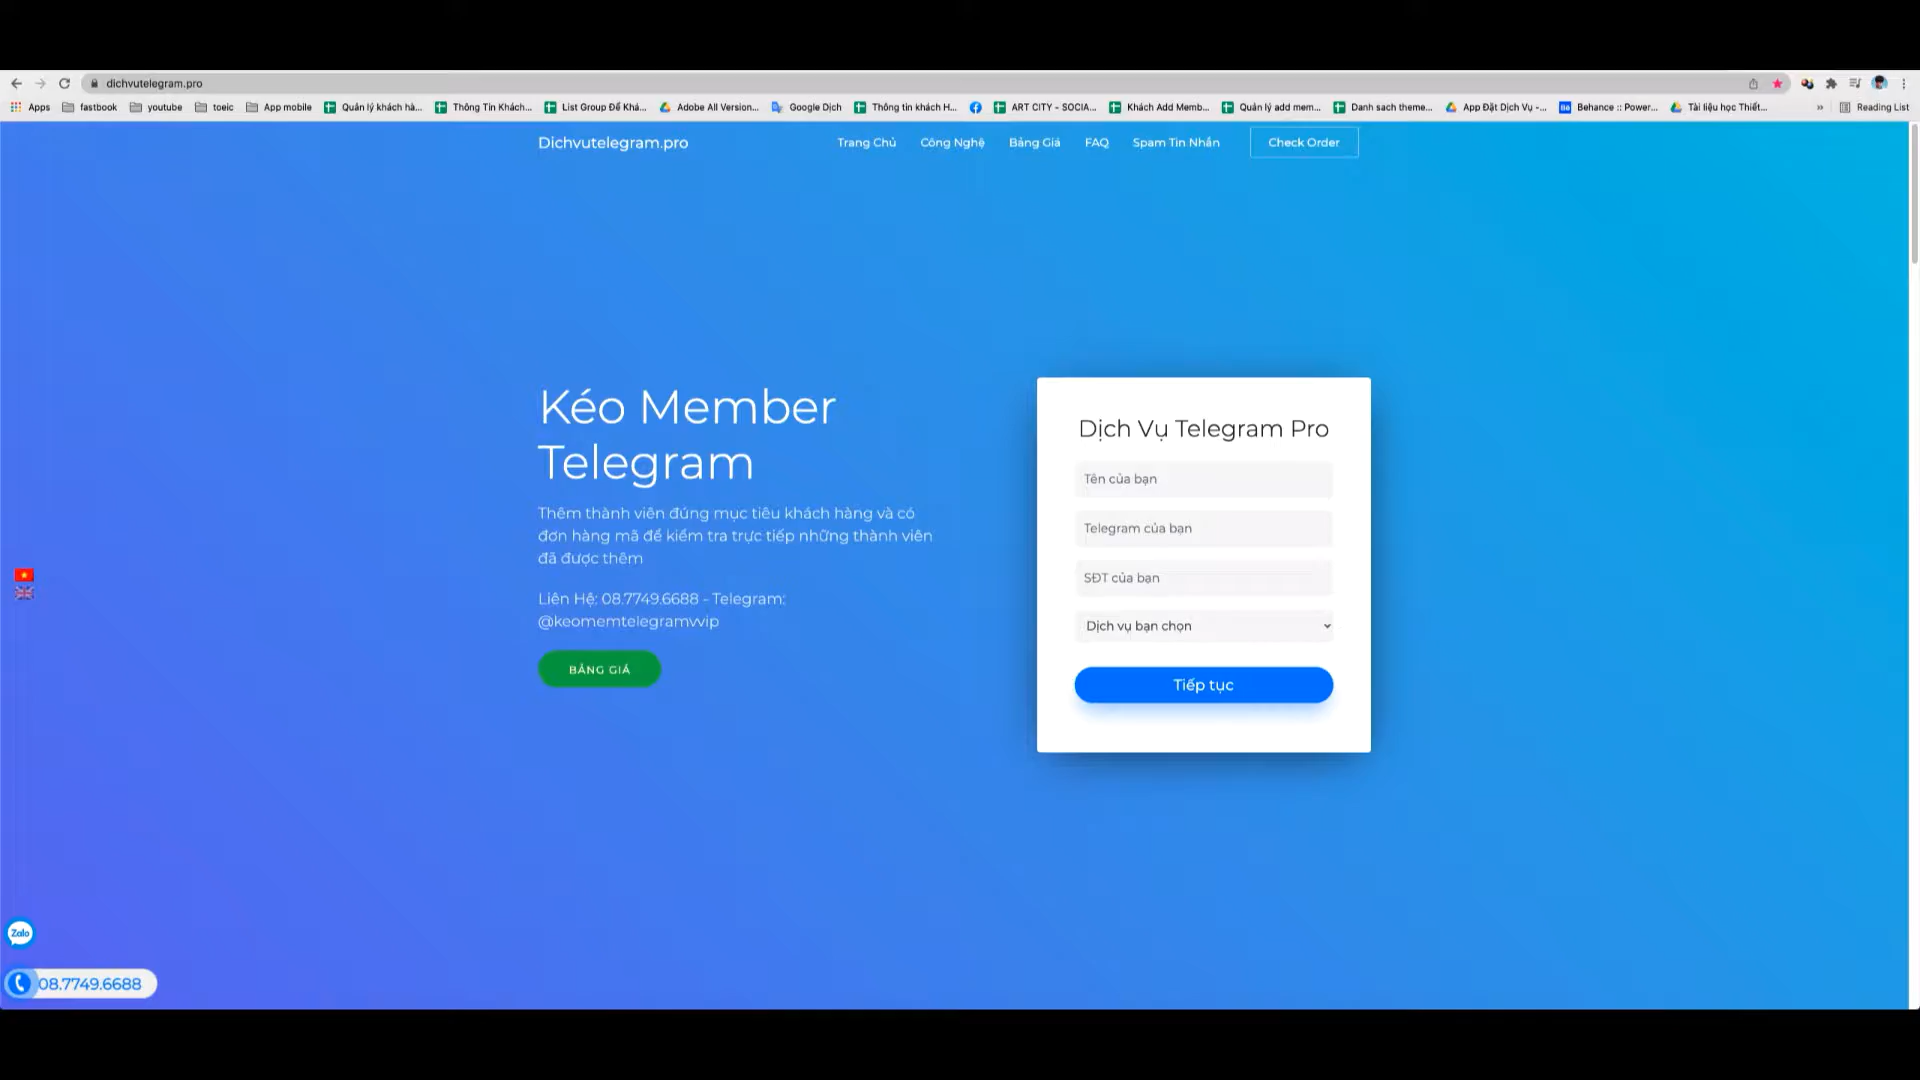 dichvutelegram.pro
Apps fastbook youtube toeic App mobile Quản lý khách hà... Thông Tin Khách... List Group Để Khá... Adobe All Version... Google Dịch Thông tin khách H... ART CITY - SOCIA... Khách Add Memb... Quản lý add mem... Danh sach theme... App Đặt Dịch Vụ -... Behance :: Power... Tài liệu học Thiết... » Reading List
Dichvutelegram.pro Trang Chủ Công Nghệ Bảng Giá FAQ Spam Tin Nhắn Check Order
Kéo Member
Telegram
Thêm thành viên đúng mục tiêu khách hàng và có
đơn hàng mã để kiểm tra trực tiếp những thành viên
đã được thêm
Liên Hệ: 08.7749.6688 - Telegram:
@keomemtelegramvvip
BẢNG GIÁ
Dịch Vụ Telegram Pro
Tên của bạn
Telegram của bạn
SĐT của bạn
Dịch vụ bạn chọn
Tiếp tục
Zalo
08.7749.6688